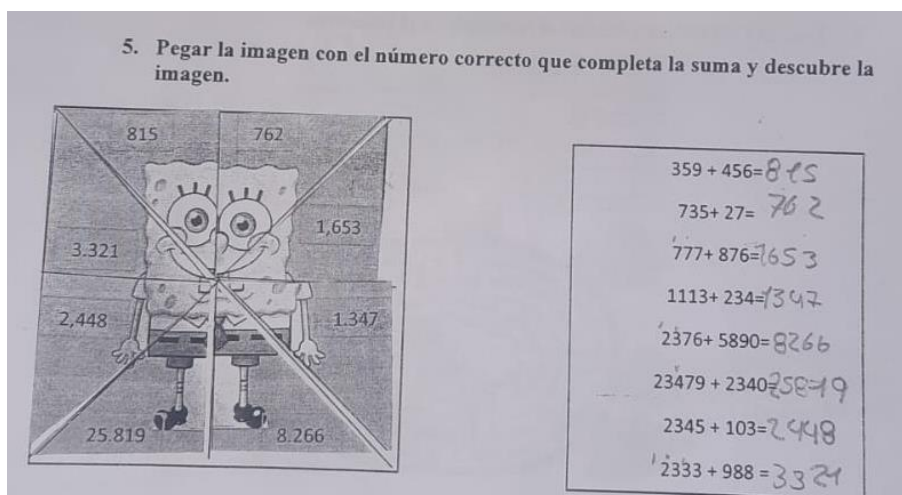 5. Pegar la imagen con el número correcto que completa la suma y descubre la
imagen.
815 762
1,653
3.321
2,448 1.347
25.819 8.266
359 + 456=815
735+ 27= 762
777+ 876=1653
1113+ 234=1347
2376+ 5890=8266
23479 + 2340=25819
2345 + 103=2448
2333 + 988 =3321